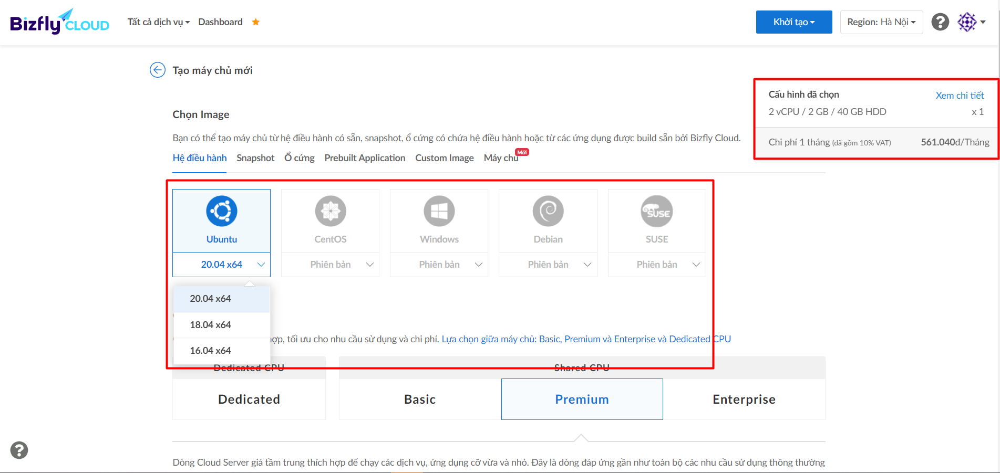 Bizfly CLOUD
Tất cả dịch vụ Dashboard
Khởi tạo Region: Hà Nội
Tạo máy chủ mới
Cấu hình đã chọn Xem chi tiết
2 vCPU / 2 GB / 40 GB HDD x 1
Chi phí 1 tháng (đã gồm 10% VAT) 561.040đ/Tháng
Chọn Image
Bạn có thể tạo máy chủ từ hệ điều hành có sẵn, snapshot, ổ cứng có chứa hệ điều hành hoặc từ các ứng dụng được build sẵn bởi Bizfly Cloud.
Hệ điều hành Snapshot Ổ cứng Prebuilt Application Custom Image Máy chủ Mới
SUSE
Ubuntu CentOS Windows Debian SUSE
20.04 x64 Phiên bản Phiên bản Phiên bản Phiên bản
20.04 x64
18.04 x64
tối ưu cho nhu cầu sử dụng và chi phí. Lựa chọn giữa máy chủ: Basic, Premium và Enterprise và Dedicated CPU
16.04 x64
Dedicated CPU Shared CPU
Dedicated Basic Premium Enterprise
Dòng Cloud Server giá tầm trung thích hợp để chạy các dịch vụ, ứng dụng cỡ vừa và nhỏ. Đây là dòng đáp ứng gần như toàn bộ các nhu cầu sử dụng thông thường